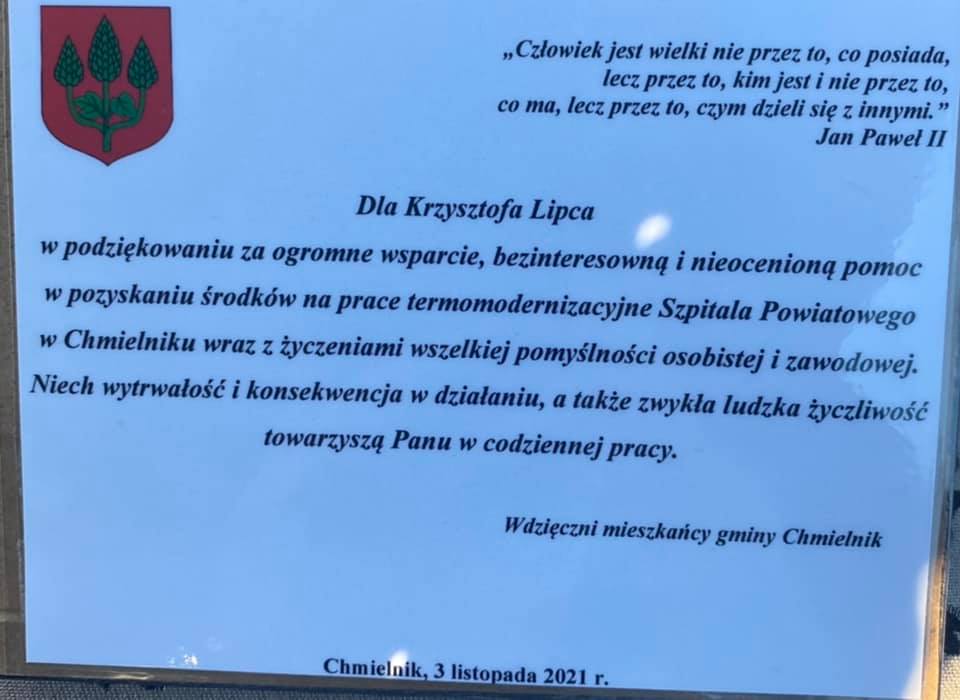 „Człowiek jest wielki nie przez to, co posiada,
lecz przez to, kim jest i nie przez to,
co ma, lecz przez to, czym dzieli się z innymi.”
Jan Paweł II
Dla Krzysztofa Lipca
w podziękowaniu za ogromne wsparcie, bezinteresowną i nieocenioną pomoc
w pozyskaniu środków na prace termomodernizacyjne Szpitala Powiatowego
w Chmielniku wraz z życzeniami wszelkiej pomyślności osobistej i zawodowej.
Niech wytrwałość i konsekwencja w działaniu, a także zwykła ludzka życzliwość
towarzyszą Panu w codziennej pracy.
Wdzięczni mieszkańcy gminy Chmielnik
Chmielnik, 3 listopada 2021 r.